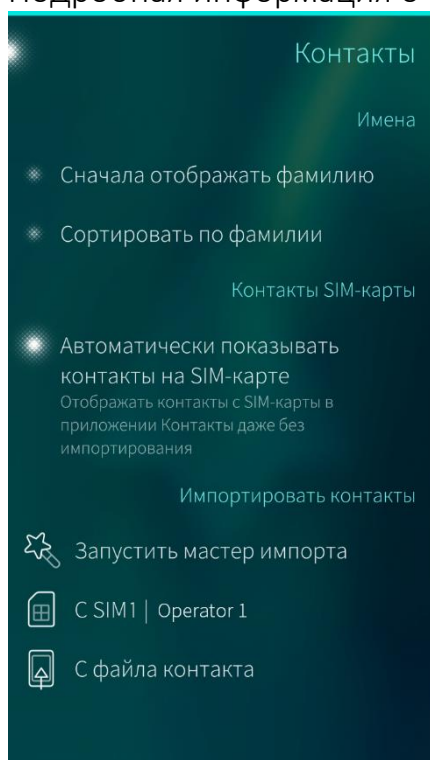 Контакты
Имена
Сначала отображать фамилию
Сортировать по фамилии
Контакты SIM-карты
Автоматически показывать
контакты на SIM-карте
Отображать контакты с SIM-карты в
приложении Контакты даже без
импортирования
Импортировать контакты
Запустить мастер импорта
С SIM1 | Operator 1
С файла контакта